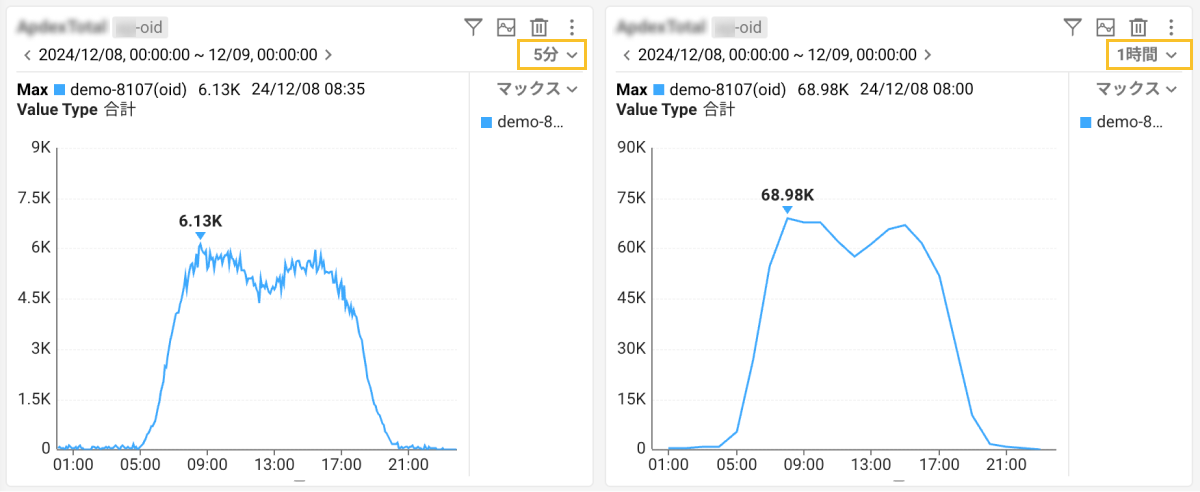 -oid
2024/12/08, 00:00:00 ~ 12/09, 00:00:00
5分
Max demo-8107(oid) 6.13K 24/12/08 08:35
Value Type 合計
マックス
demo-8...
9K
7.5K
6K
4.5K
3K
1.5K
0
6.13K
01:00 05:00 09:00 13:00 17:00 21:00
-oid
2024/12/08, 00:00:00 ~ 12/09, 00:00:00
1時間
Max demo-8107(oid) 68.98K 24/12/08 08:00
Value Type 合計
マックス
demo-8...
90K
75K
60K
45K
30K
15K
0
68.98K
01:00 05:00 09:00 13:00 17:00 21:00